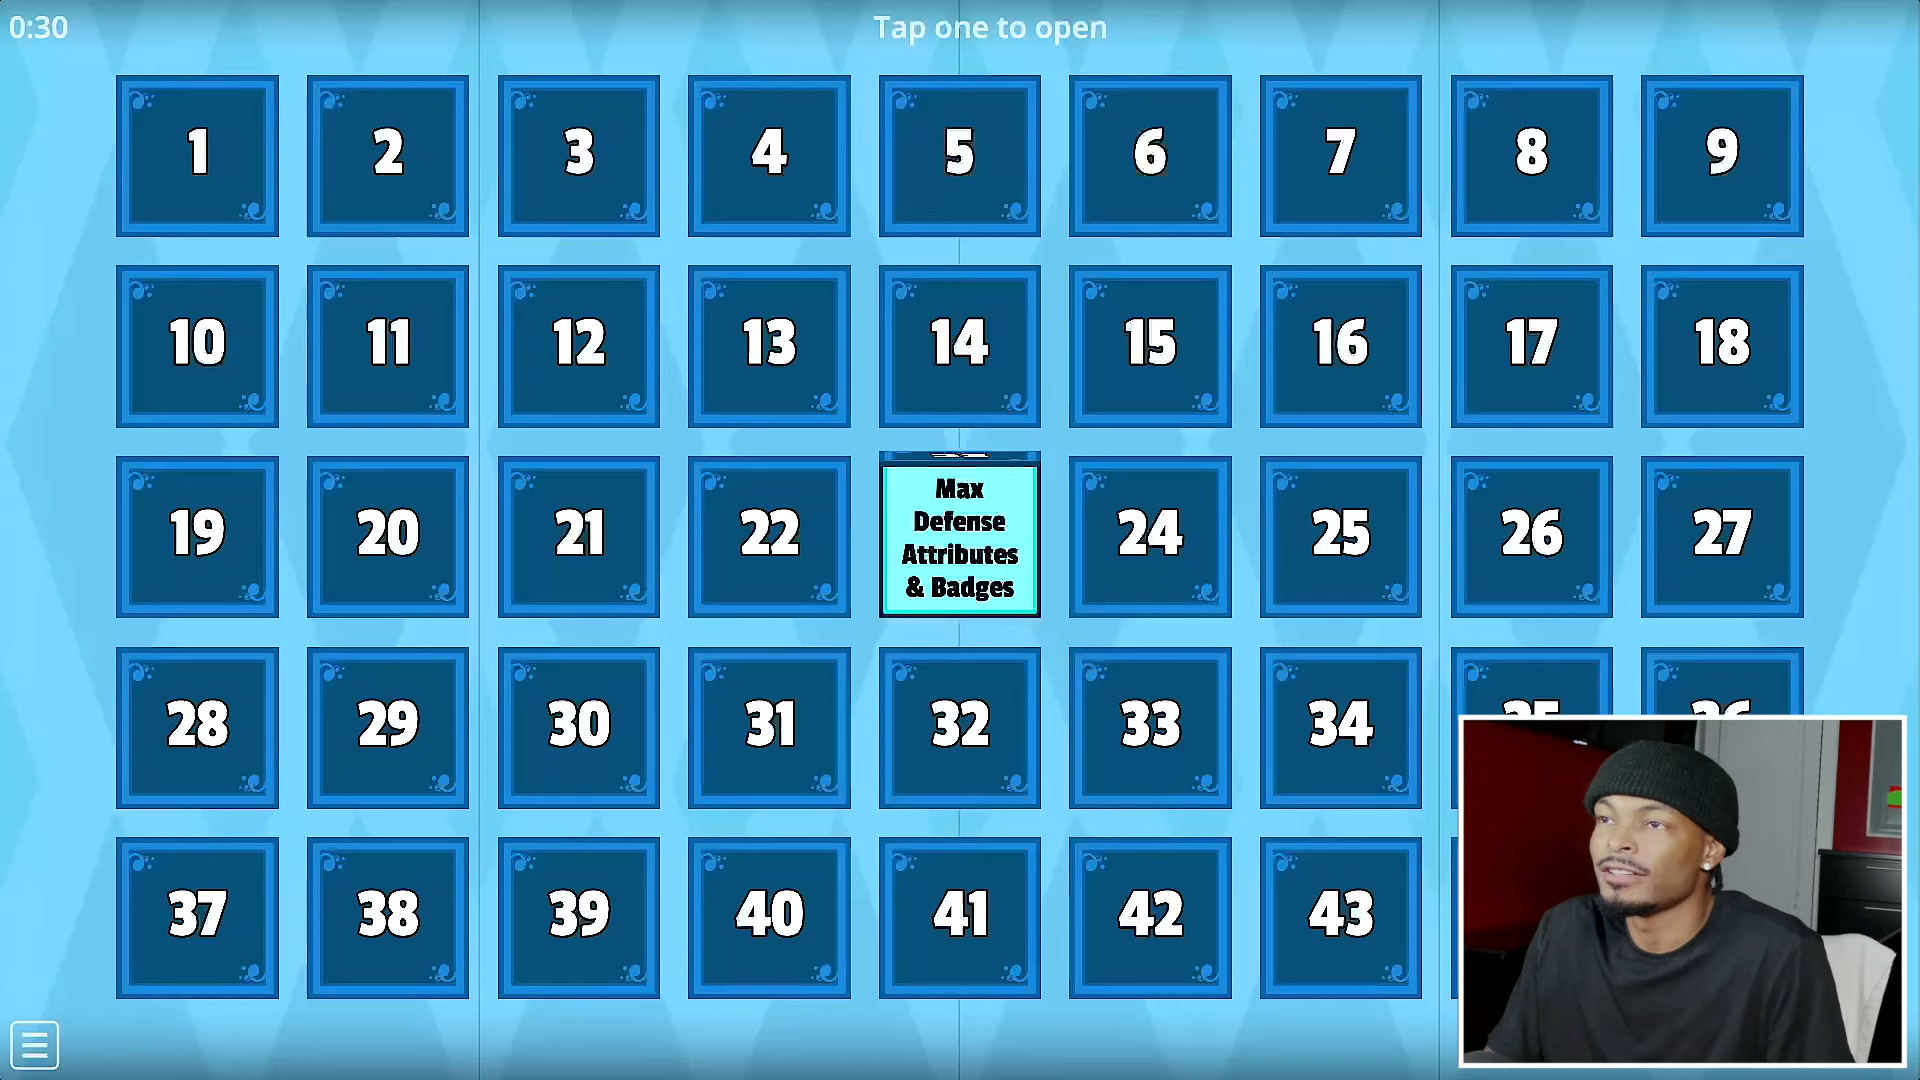 0:30
Tap one to open
1 2 3 4 5 6 7 8 9
10 11 12 13 14 15 16 17 18
19 20 21 22
Max
Defense
Attributes
& Badges
24 25 26 27
28 29 30 31 32 33 34 35 36
37 38 39 40 41 42 43